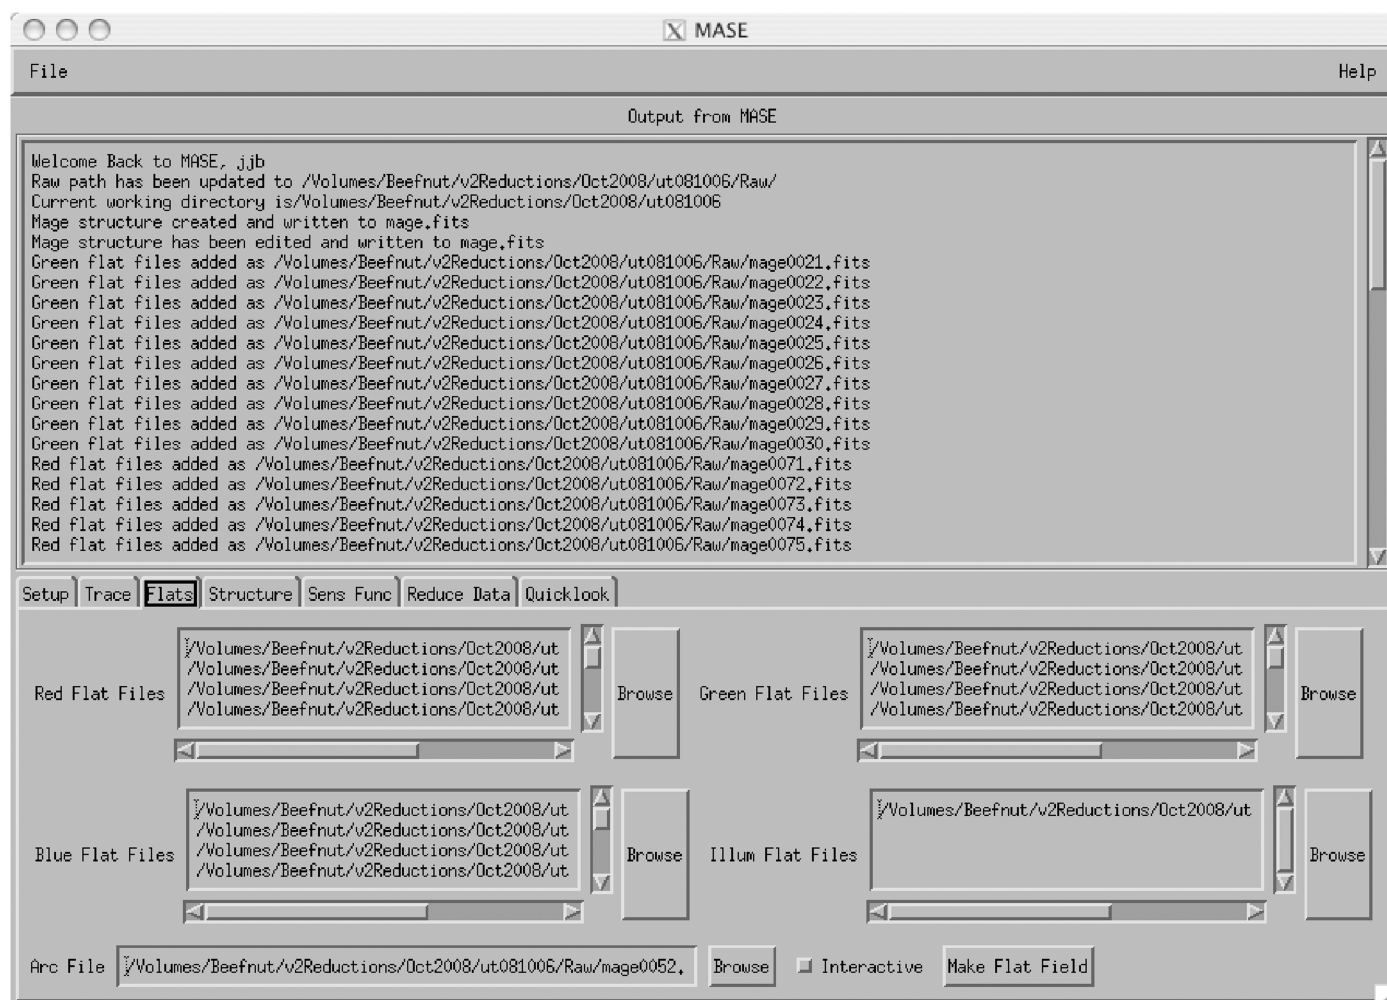 MASE
File Help
Output from MASE
Welcome Back to MASE, jjb
Raw path has been updated to /Volumes/Beefnut/v2Reductions/Oct2008/ut081006/Raw/
Current working directory is/Volumes/Beefnut/v2Reductions/Oct2008/ut081006
Mage structure created and written to mage.fits
Mage structure has been edited and written to mage.fits
Green flat files added as /Volumes/Beefnut/v2Reductions/Oct2008/ut081006/Raw/mage0021.fits
Green flat files added as /Volumes/Beefnut/v2Reductions/Oct2008/ut081006/Raw/mage0022.fits
Green flat files added as /Volumes/Beefnut/v2Reductions/Oct2008/ut081006/Raw/mage0023.fits
Green flat files added as /Volumes/Beefnut/v2Reductions/Oct2008/ut081006/Raw/mage0024.fits
Green flat files added as /Volumes/Beefnut/v2Reductions/Oct2008/ut081006/Raw/mage0025.fits
Green flat files added as /Volumes/Beefnut/v2Reductions/Oct2008/ut081006/Raw/mage0026.fits
Green flat files added as /Volumes/Beefnut/v2Reductions/Oct2008/ut081006/Raw/mage0027.fits
Green flat files added as /Volumes/Beefnut/v2Reductions/Oct2008/ut081006/Raw/mage0028.fits
Green flat files added as /Volumes/Beefnut/v2Reductions/Oct2008/ut081006/Raw/mage0029.fits
Green flat files added as /Volumes/Beefnut/v2Reductions/Oct2008/ut081006/Raw/mage0030.fits
Red flat files added as /Volumes/Beefnut/v2Reductions/Oct2008/ut081006/Raw/mage0071.fits
Red flat files added as /Volumes/Beefnut/v2Reductions/Oct2008/ut081006/Raw/mage0072.fits
Red flat files added as /Volumes/Beefnut/v2Reductions/Oct2008/ut081006/Raw/mage0073.fits
Red flat files added as /Volumes/Beefnut/v2Reductions/Oct2008/ut081006/Raw/mage0074.fits
Red flat files added as /Volumes/Beefnut/v2Reductions/Oct2008/ut081006/Raw/mage0075.fits
Setup Trace Flats Structure Sens Func Reduce Data Quicklook
Red Flat Files
/Volumes/Beefnut/v2Reductions/Oct2008/ut
/Volumes/Beefnut/v2Reductions/Oct2008/ut
/Volumes/Beefnut/v2Reductions/Oct2008/ut
/Volumes/Beefnut/v2Reductions/Oct2008/ut
Browse
Green Flat Files
/Volumes/Beefnut/v2Reductions/Oct2008/ut
/Volumes/Beefnut/v2Reductions/Oct2008/ut
/Volumes/Beefnut/v2Reductions/Oct2008/ut
/Volumes/Beefnut/v2Reductions/Oct2008/ut
Browse
Blue Flat Files
/Volumes/Beefnut/v2Reductions/Oct2008/ut
/Volumes/Beefnut/v2Reductions/Oct2008/ut
/Volumes/Beefnut/v2Reductions/Oct2008/ut
/Volumes/Beefnut/v2Reductions/Oct2008/ut
Browse
Illum Flat Files
/Volumes/Beefnut/v2Reductions/Oct2008/ut
Browse
Arc File /Volumes/Beefnut/v2Reductions/Oct2008/ut081006/Raw/mage0052. Browse Interactive Make Flat Field